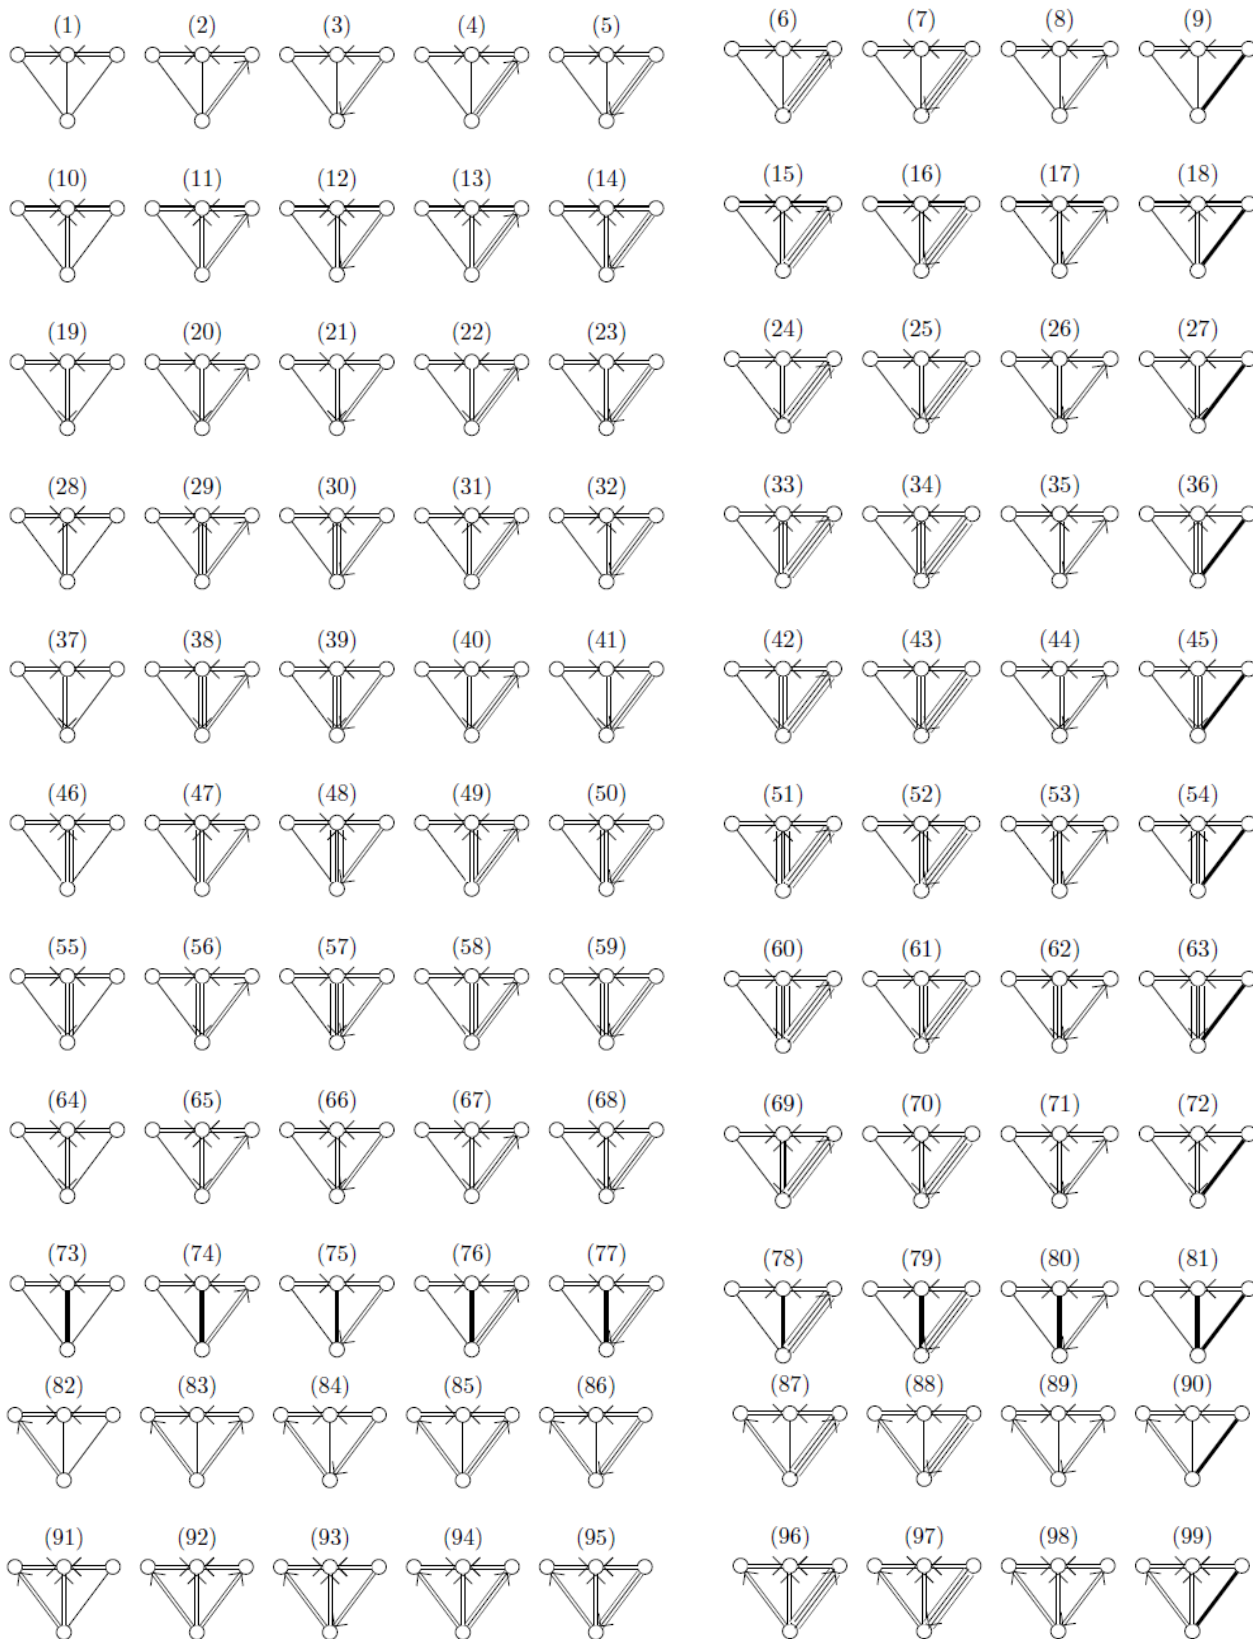 (1) (2) (3) (4) (5) (6) (7) (8) (9)
(10) (11) (12) (13) (14) (15) (16) (17) (18)
(19) (20) (21) (22) (23) (24) (25) (26) (27)
(28) (29) (30) (31) (32) (33) (34) (35) (36)
(37) (38) (39) (40) (41) (42) (43) (44) (45)
(46) (47) (48) (49) (50) (51) (52) (53) (54)
(55) (56) (57) (58) (59) (60) (61) (62) (63)
(64) (65) (66) (67) (68) (69) (70) (71) (72)
(73) (74) (75) (76) (77) (78) (79) (80) (81)
(82) (83) (84) (85) (86) (87) (88) (89) (90)
(91) (92) (93) (94) (95) (96) (97) (98) (99)